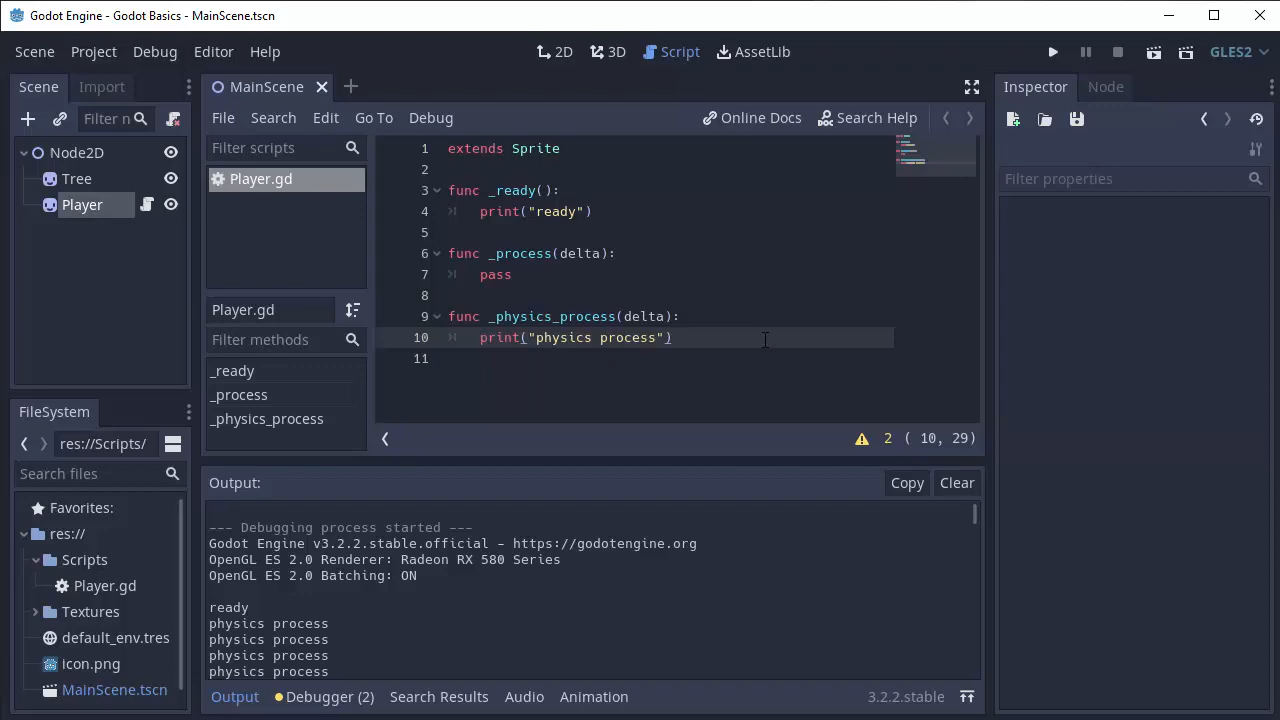 Godot Engine - Godot Basics - MainScene.tscn
Scene Project Debug Editor Help
2D 3D Script AssetLib
GLES2
Scene Import
Filter n
Node2D
Tree
Player
FileSystem
res://Scripts/
Search files
Favorites:
res://
Scripts
Player.gd
Textures
default_env.tres
icon.png
MainScene.tscn
MainScene
File Search Edit Go To Debug
Online Docs Search Help
Filter scripts
Player.gd
Player.gd
Filter methods
_ready
_process
_physics_process
1 extends Sprite
2
3 func _ready():
4 print("ready")
5
6 func _process(delta):
7 pass
8
9 func _physics_process(delta):
10 print("physics process")
11
2 ( 10, 29)
Output:
Copy Clear
--- Debugging process started ---
Godot Engine v3.2.2.stable.official - https://godotengine.org
OpenGL ES 2.0 Renderer: Radeon RX 580 Series
OpenGL ES 2.0 Batching: ON
ready
physics process
physics process
physics process
physics process
Output Debugger (2) Search Results Audio Animation
3.2.2.stable
Inspector Node
Filter properties